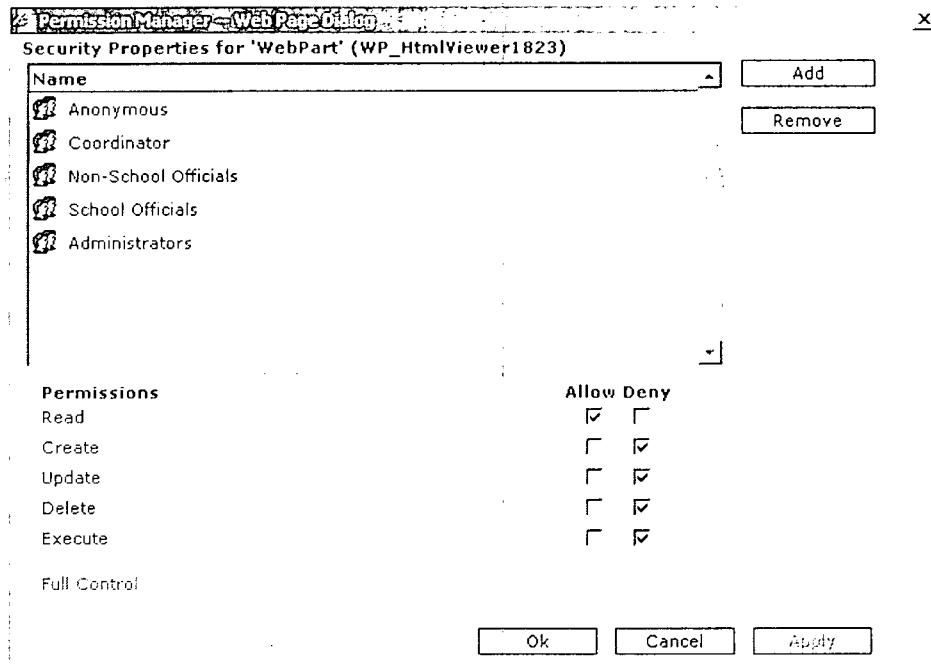 Permission Manager -- Web Page Dialog
Security Properties for 'WebPart' (WP_HtmlViewer1823)
Name
Add
Remove
Anonymous
Coordinator
Non-School Officials
School Officials
Administrators
Permissions Allow Deny
Read
Create
Update
Delete
Execute
Full Control
Ok Cancel Apply